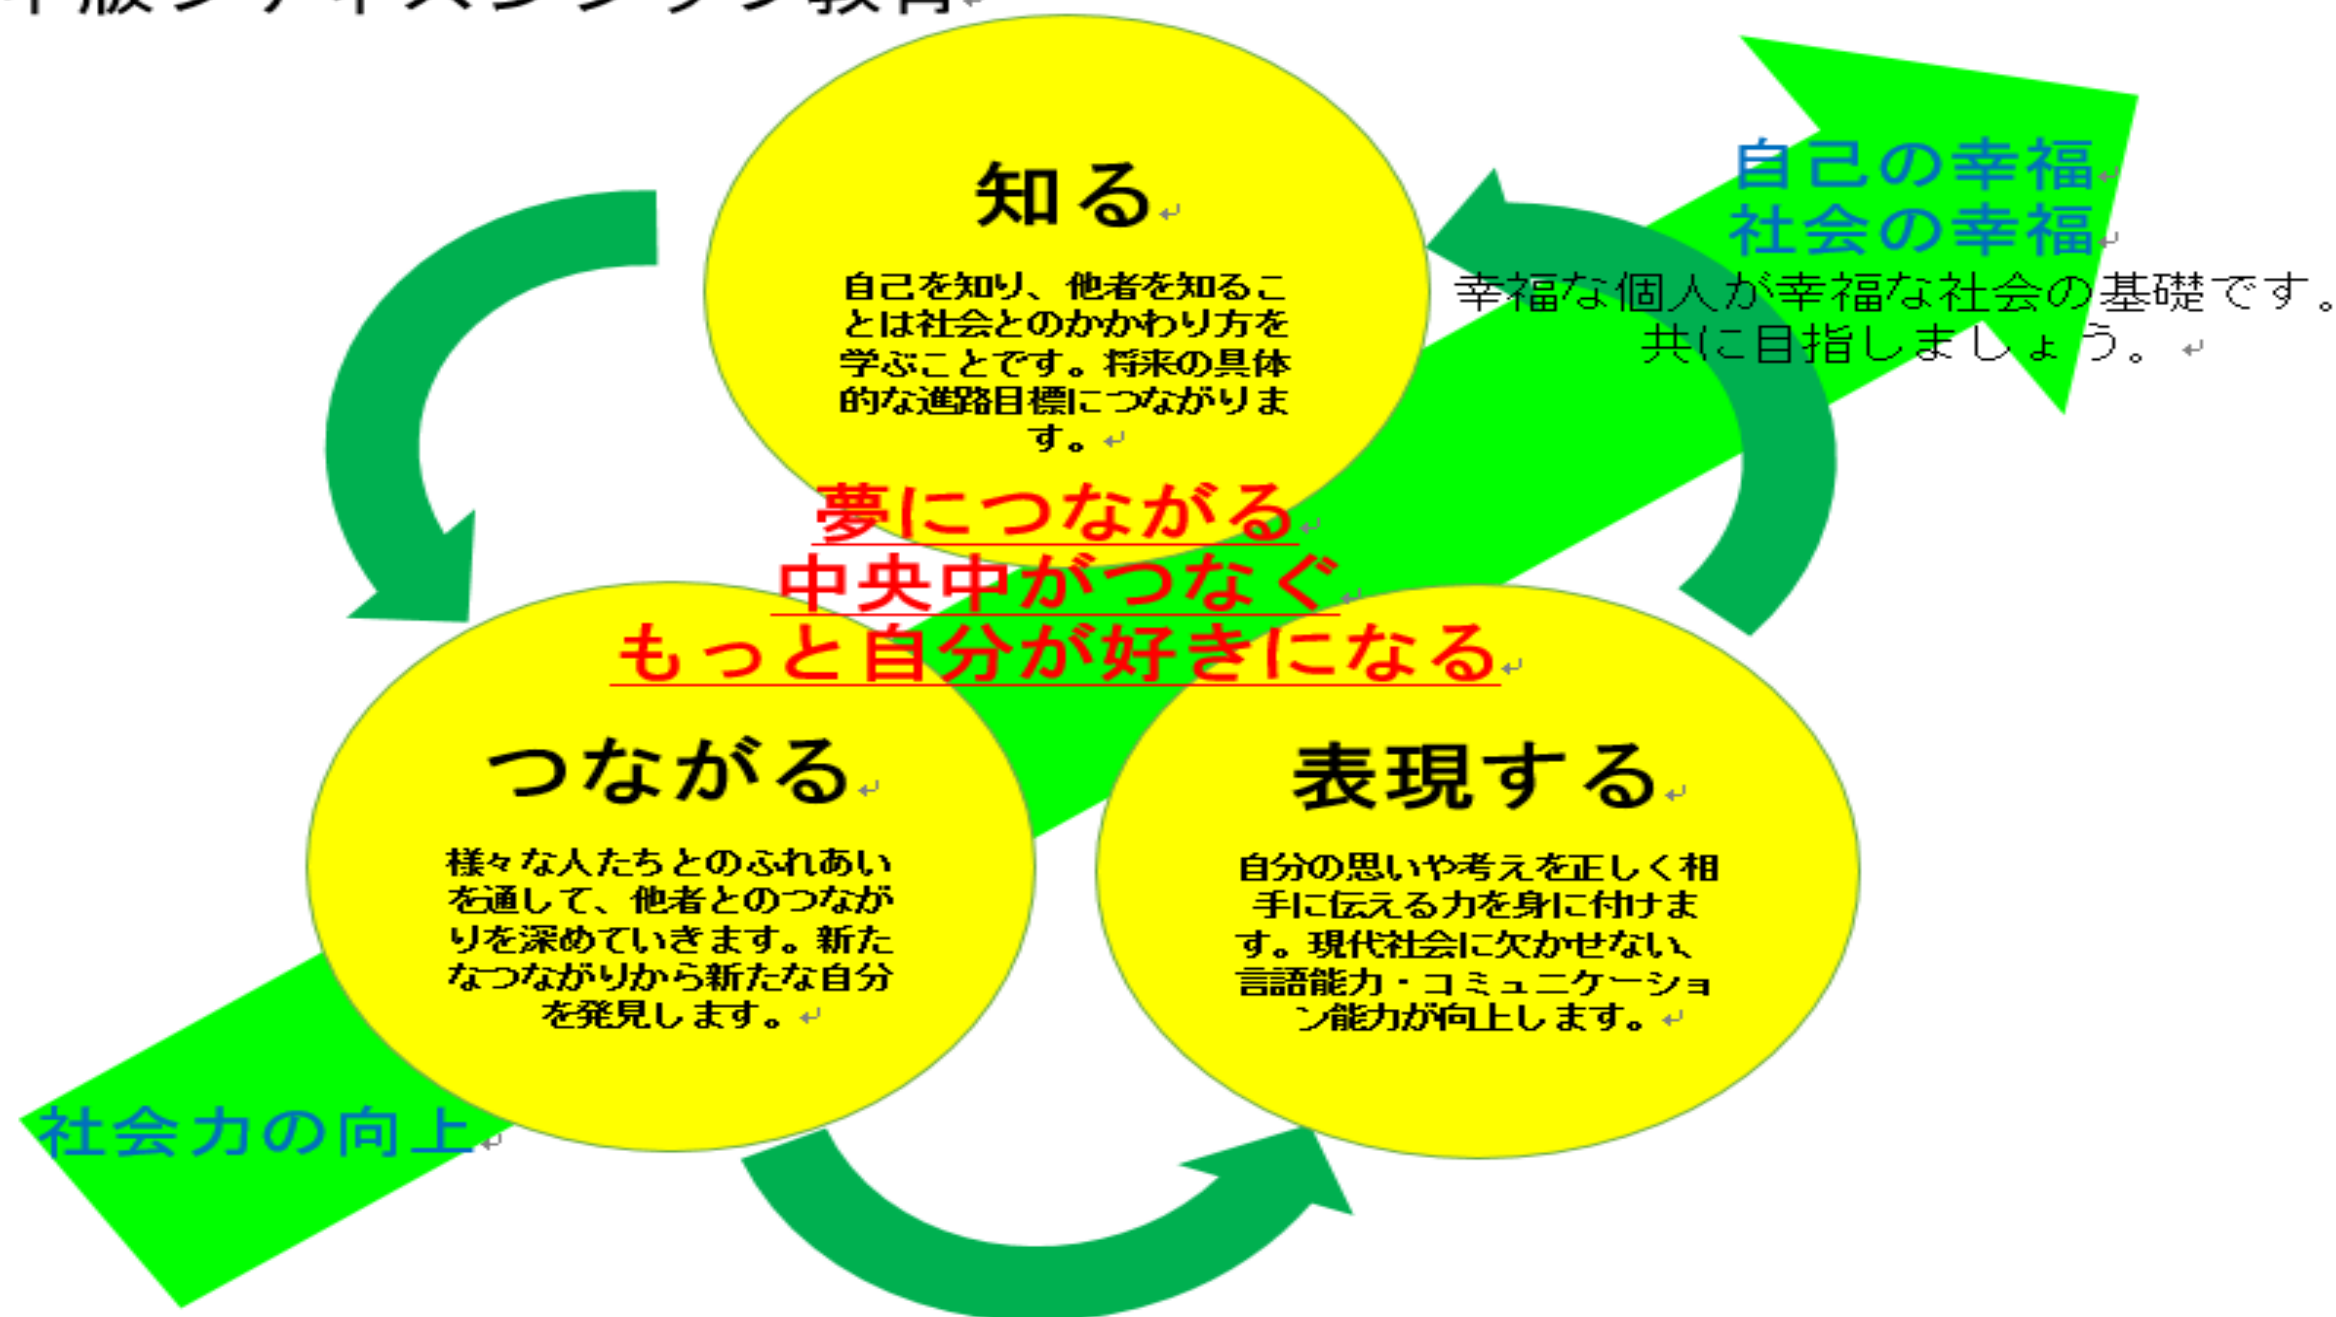 知る
自己を知り、他者を知るこ
とは社会とのかかわり方を
学ぶことです。将来の具体
的な進路目標につながりま
す。
自己の幸福
社会の幸福
幸福な個人が幸福な社会の基礎です。
共に目指しましょう。
夢につながる
中央中がつなぐ
もっと自分が好きになる
つながる
様々な人たちとのふれあい
を通して、他者とのつなが
りを深めていきます。新た
なつながりから新たな自分
を発見します。
表現する
自分の思いや考えを正しく相
手に伝える力を身に付けま
す。現代社会に欠かせない、
言語能力・コミュニケーショ
ン能力が向上します。
社会力の向上